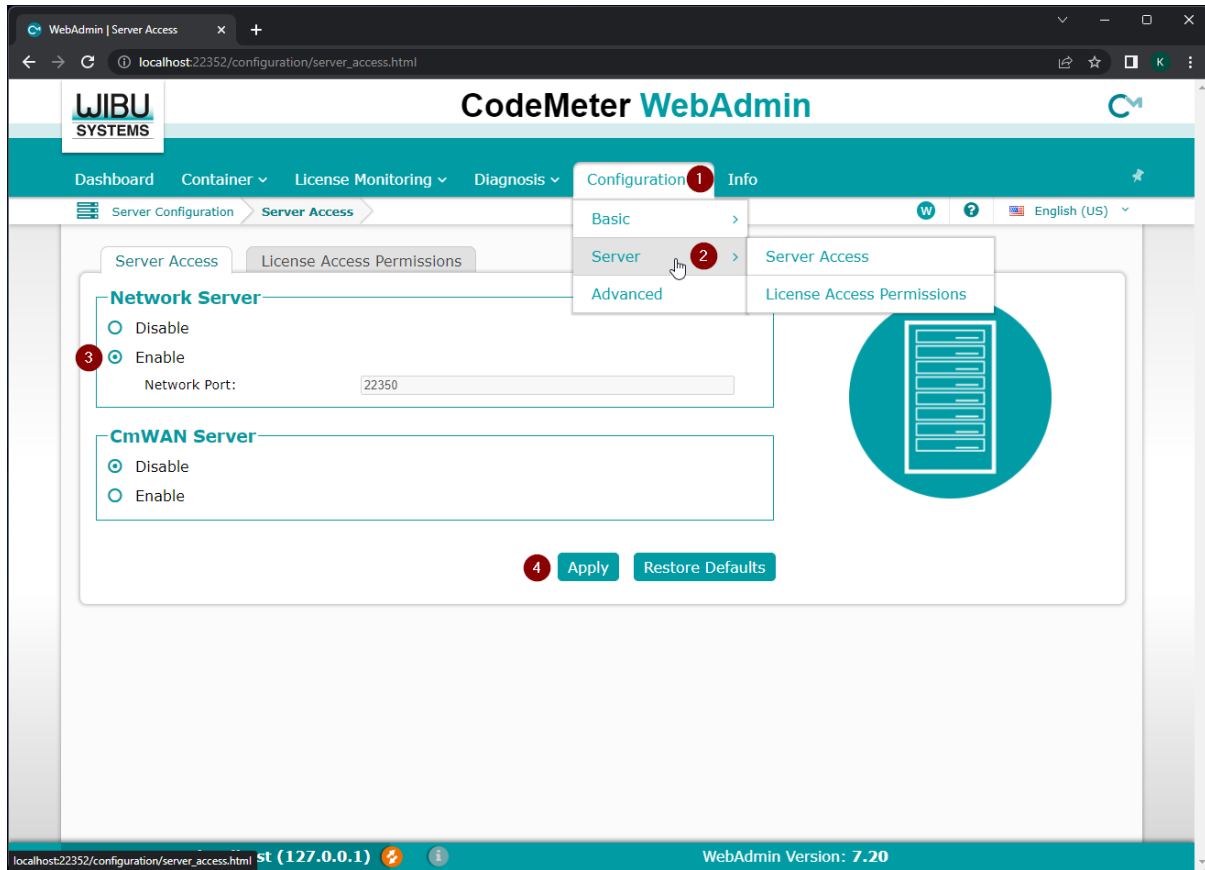 WebAdmin | Server Access
localhost:22352/configuration/server_access.html
K
WIBU
SYSTEMS
CodeMeter WebAdmin
Dashboard Container License Monitoring Diagnosis Configuration 1 Info
Server Configuration Server Access
W ? English (US)
Basic
Server 2
Server Access
License Access Permissions
Advanced
Server Access License Access Permissions
Network Server
Disable
3 Enable
Network Port: 22350
CmWAN Server
Disable
Enable
4 Apply Restore Defaults
localhost:22352/configuration/server_access.html
st (127.0.0.1)
WebAdmin Version: 7.20